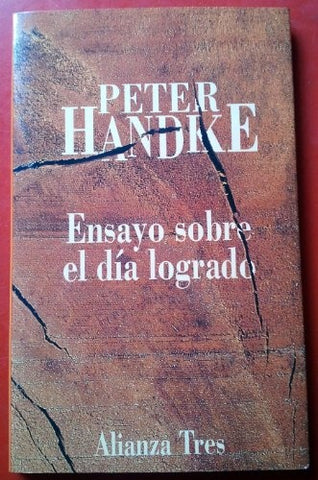 PETER
HANDKE
Ensayo sobre
el día logrado
Alianza Tres